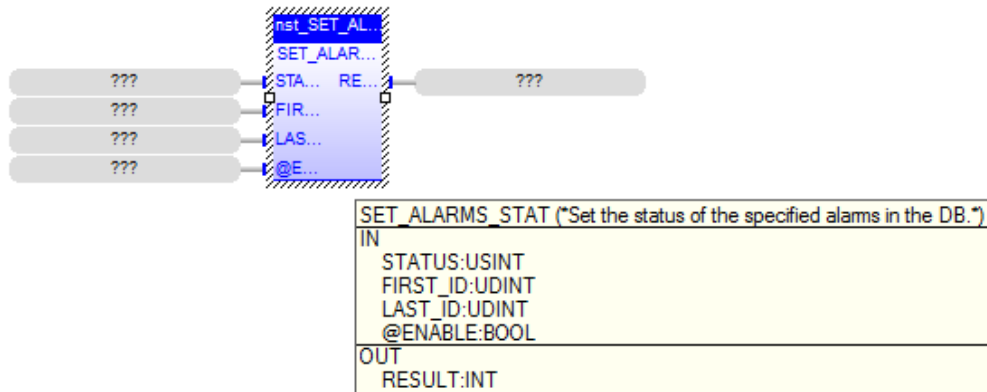 nst_SET_AL...
SET_ALAR...
??? STA... RE... ???
??? FIR...
??? LAS...
??? @E...
SET_ALARMS_STAT (*Set the status of the specified alarms in the DB.*)
IN
STATUS:USINT
FIRST_ID:UDINT
LAST_ID:UDINT
@ENABLE:BOOL
OUT
RESULT:INT